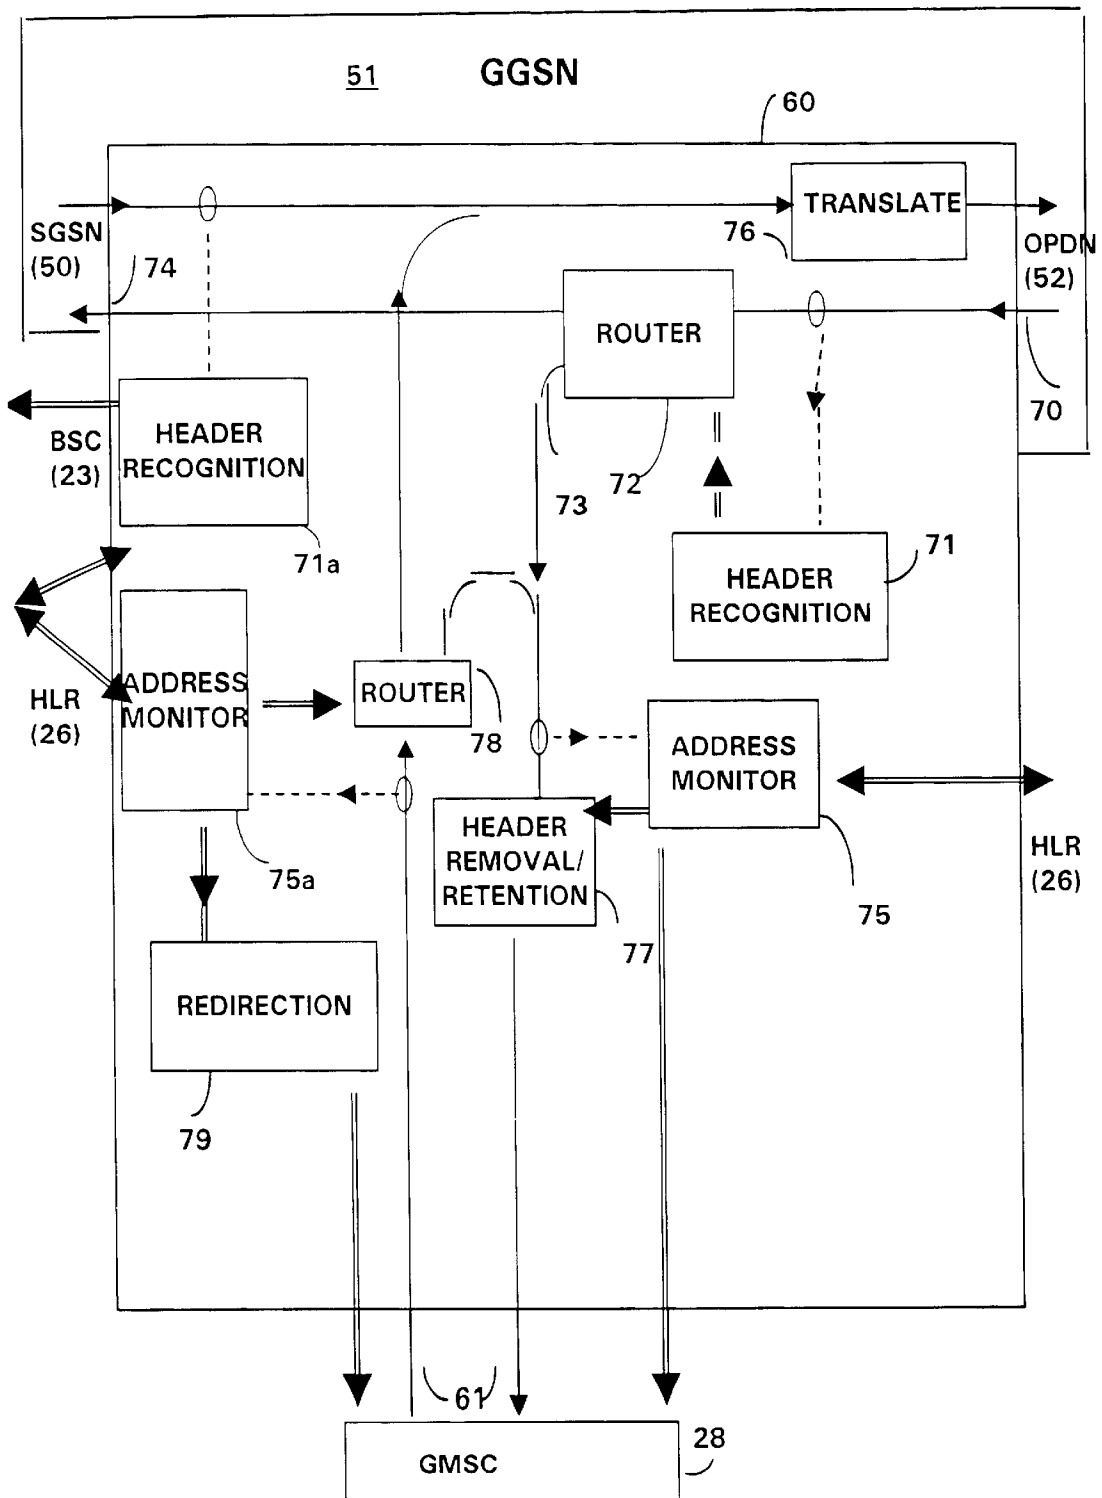 51
GGSN
60
SGSN
(50)
TRANSLATE
76
OPDN
(52)
74
ROUTER
70
BSC
(23)
HEADER
RECOGNITION
72
73
71a
71
HEADER
RECOGNITION
HLR
(26)
ADDRESS
MONITOR
ROUTER
78
ADDRESS
MONITOR
HEADER
REMOVAL/
RETENTION
HLR
(26)
75a
75
77
REDIRECTION
79
61
GMSC
28